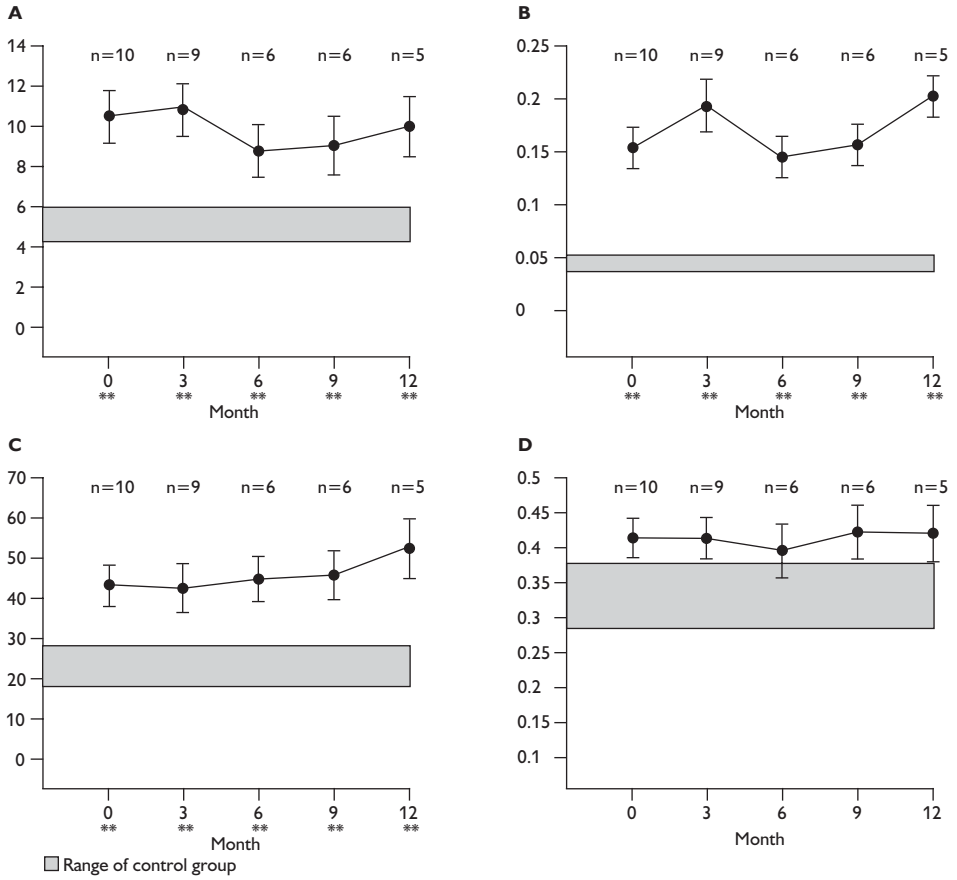 A
14
12
10
8
6
4
2
0
n=10 n=9 n=6 n=6 n=5
0 3 6 9 12
** ** ** ** **
Month
B
0.25
0.2
0.15
0.1
0.05
0
n=10 n=9 n=6 n=6 n=5
0 3 6 9 12
** ** ** ** **
Month
C
70
60
50
40
30
20
10
0
n=10 n=9 n=6 n=6 n=5
0 3 6 9 12
** ** ** ** **
Month
D
0.5
0.45
0.4
0.35
0.3
0.25
0.2
0.15
0.1
n=10 n=9 n=6 n=6 n=5
0 3 6 9 12
Month
Range of control group